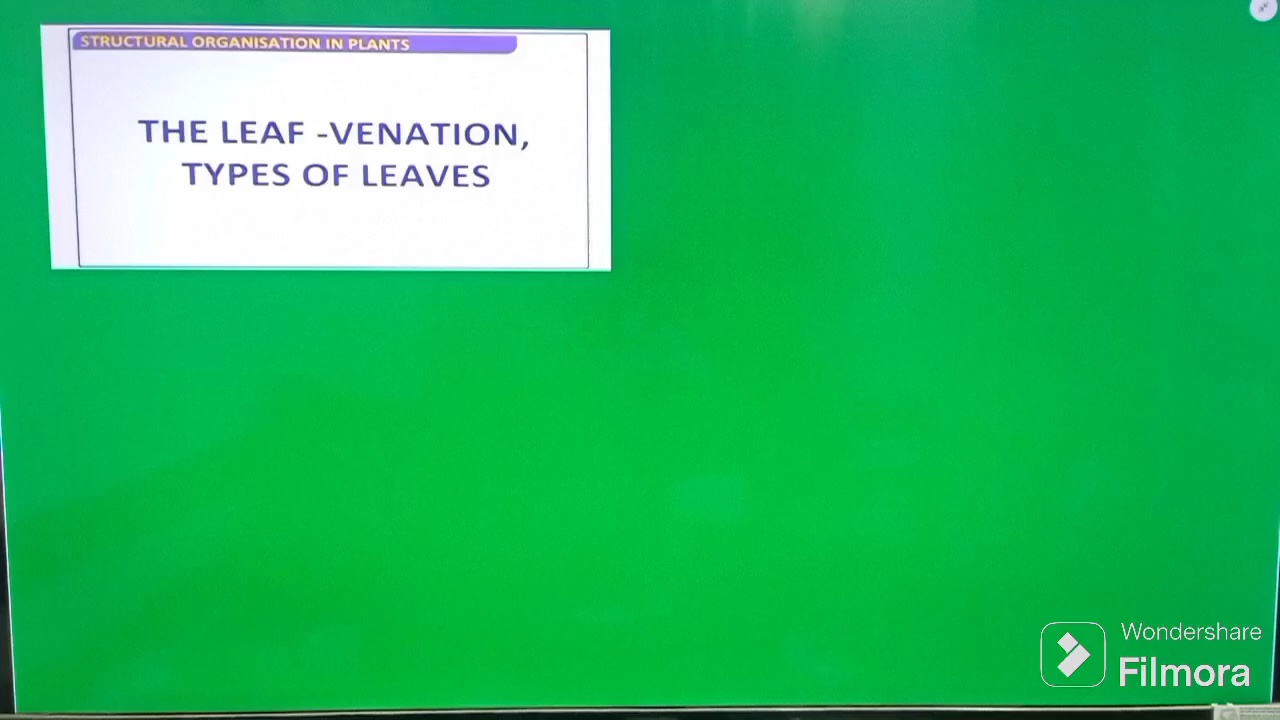 STRUCTURAL ORGANISATION IN PLANTS
THE LEAF -VENATION,
TYPES OF LEAVES
Wondershare
Filmora